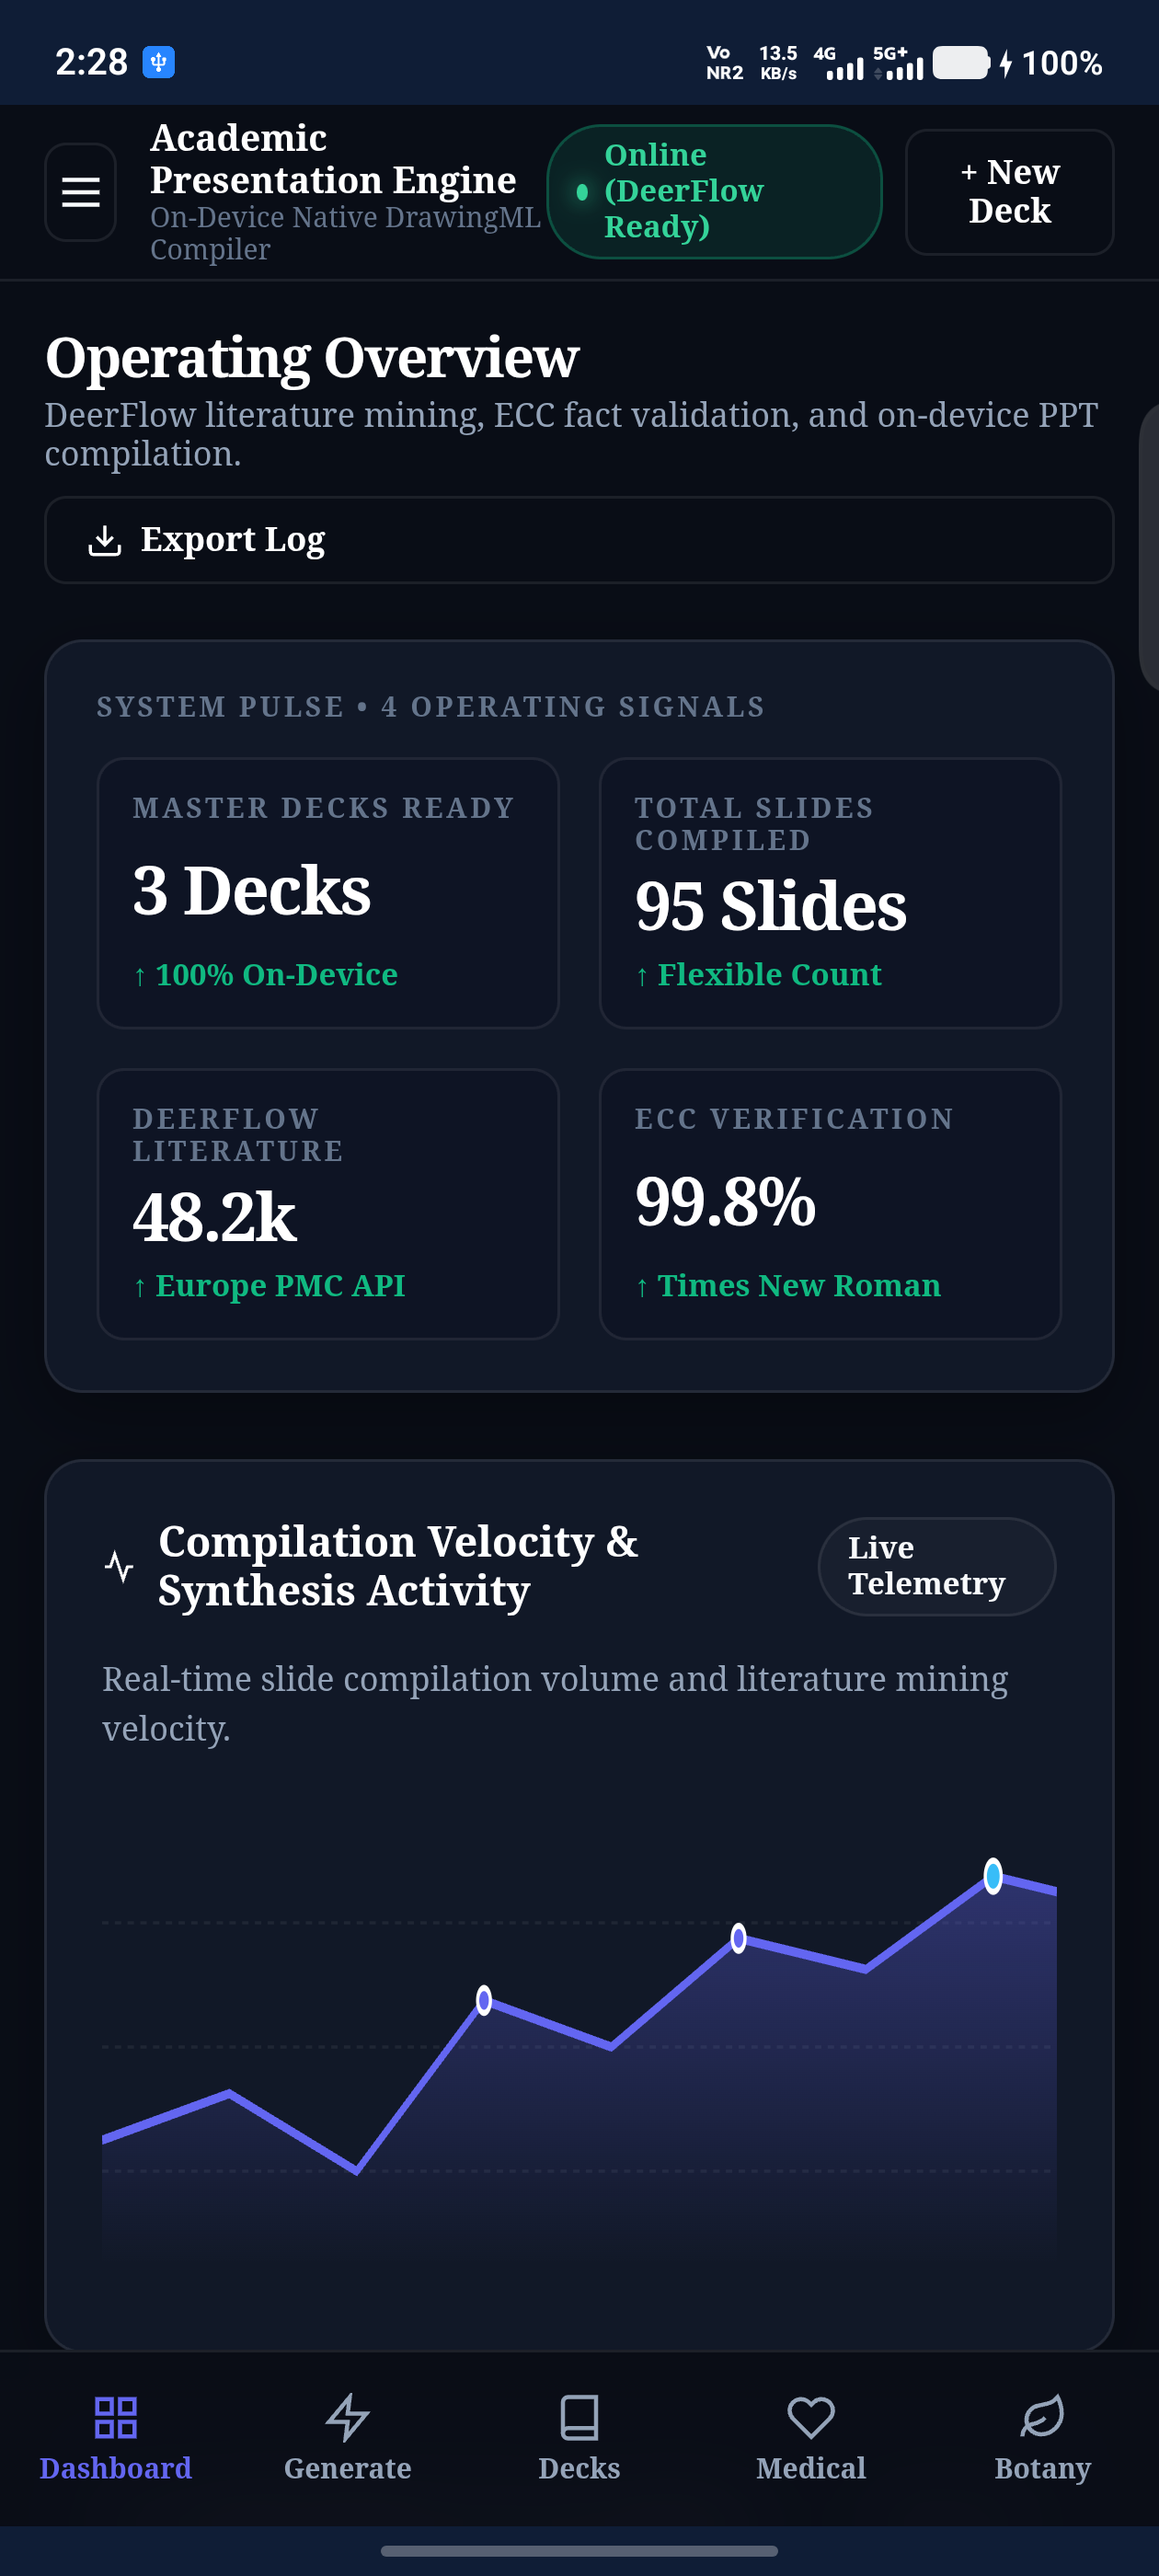 2:28
Vo
NR2
13.5
KB/s
4G
5G+
100%
Academic
Presentation Engine
On-Device Native DrawingML
Compiler
Online
(DeerFlow
Ready)
+ New
Deck
Operating Overview
DeerFlow literature mining, ECC fact validation, and on-device PPT
compilation.
Export Log
SYSTEM PULSE • 4 OPERATING SIGNALS
MASTER DECKS READY
3 Decks
↑ 100% On-Device
TOTAL SLIDES
COMPILED
95 Slides
↑ Flexible Count
DEERFLOW
LITERATURE
48.2k
↑ Europe PMC API
ECC VERIFICATION
99.8%
↑ Times New Roman
Compilation Velocity &
Synthesis Activity
Live
Telemetry
Real-time slide compilation volume and literature mining
velocity.
Dashboard
Generate
Decks
Medical
Botany